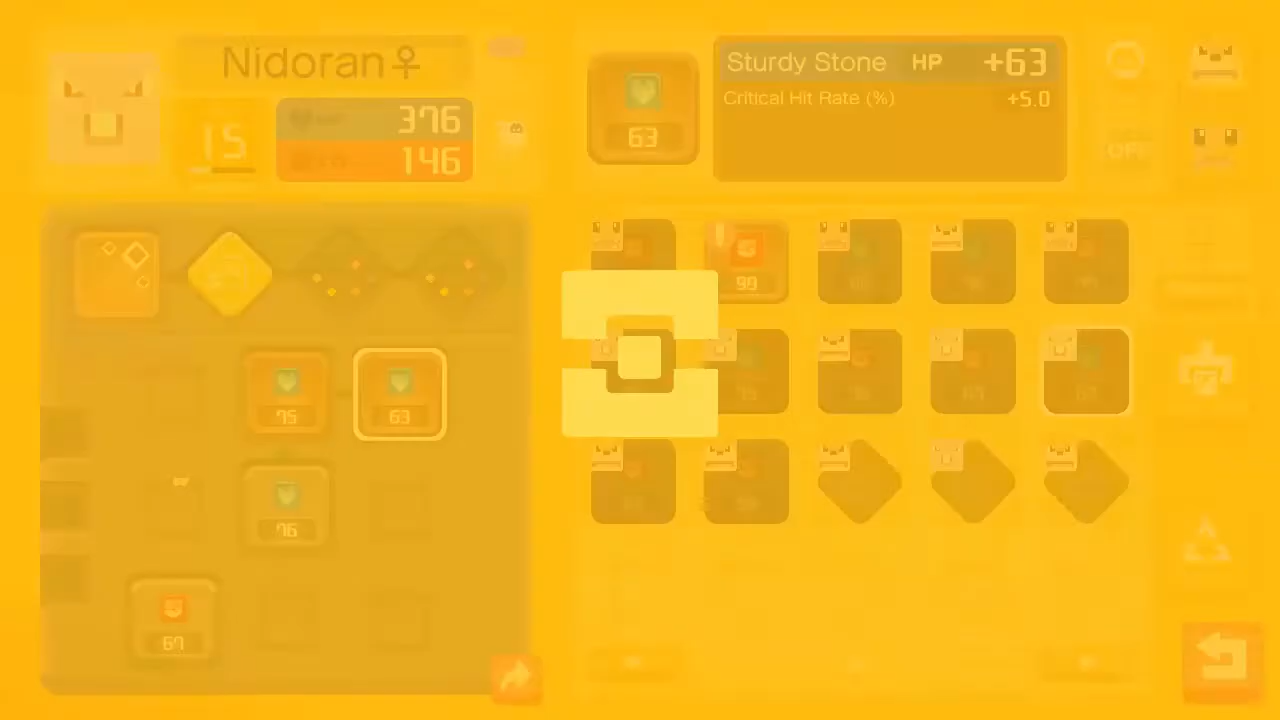 Nidoran♀
15
376
146
63
Sturdy Stone HP +63
Critical Hit Rate (%) +5.0
OFF
90
75
63
76
67